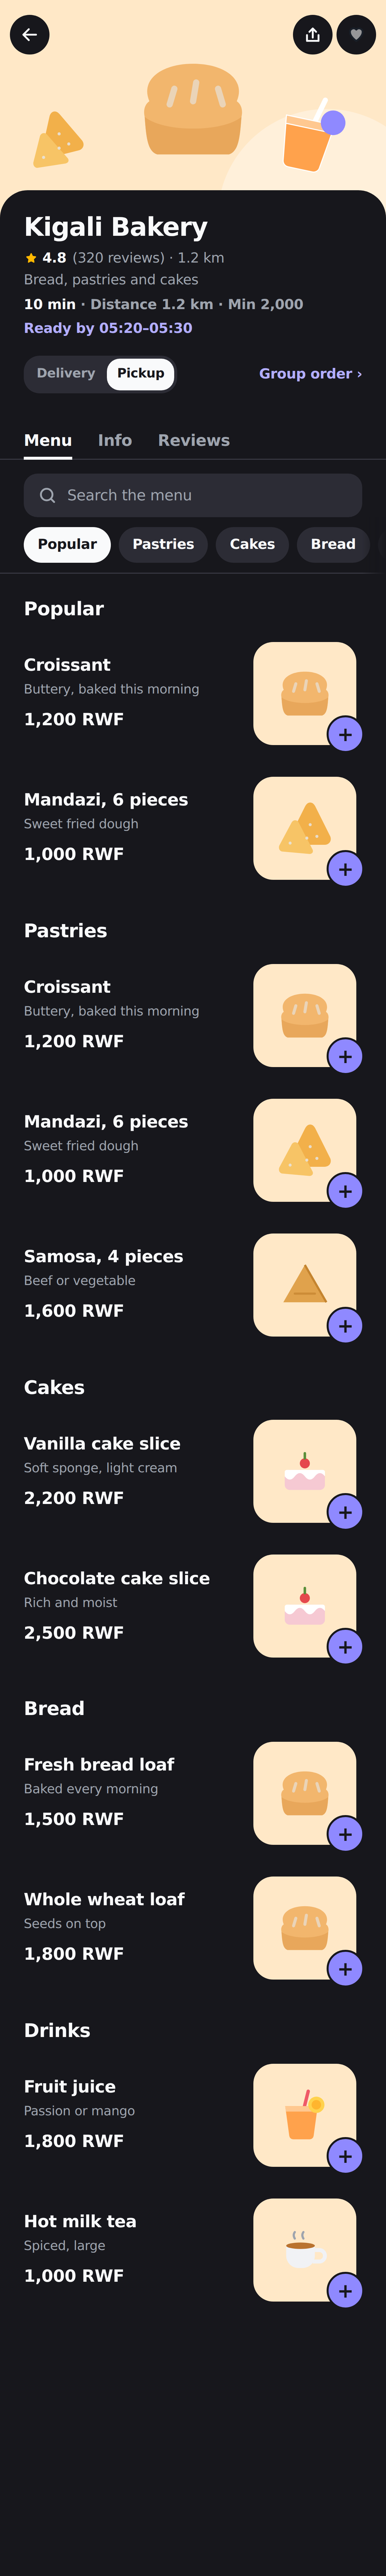 Kigali Bakery
4.8 (320 reviews) · 1.2 km
Bread, pastries and cakes
10 min · Distance 1.2 km · Min 2,000
Ready by 05:20–05:30
Delivery Pickup Group order ›
Menu Info Reviews
Search the menu
Popular Pastries Cakes Bread
Popular
Croissant
Buttery, baked this morning
1,200 RWF
Mandazi, 6 pieces
Sweet fried dough
1,000 RWF
Pastries
Croissant
Buttery, baked this morning
1,200 RWF
Mandazi, 6 pieces
Sweet fried dough
1,000 RWF
Samosa, 4 pieces
Beef or vegetable
1,600 RWF
Cakes
Vanilla cake slice
Soft sponge, light cream
2,200 RWF
Chocolate cake slice
Rich and moist
2,500 RWF
Bread
Fresh bread loaf
Baked every morning
1,500 RWF
Whole wheat loaf
Seeds on top
1,800 RWF
Drinks
Fruit juice
Passion or mango
1,800 RWF
Hot milk tea
Spiced, large
1,000 RWF